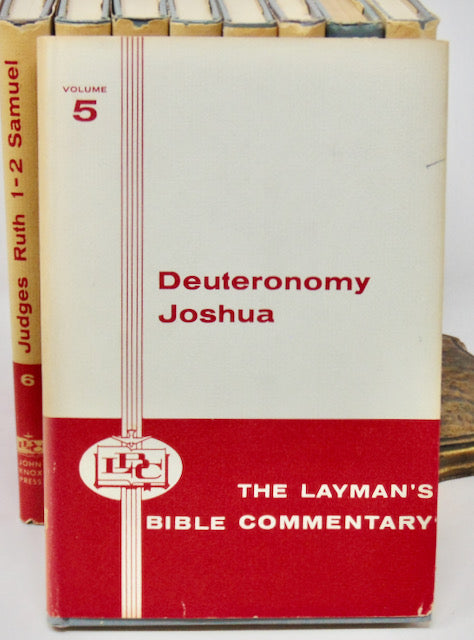 VOLUME
5
Deuteronomy
Joshua
LBC
THE LAYMAN'S
BIBLE COMMENTARY
Judges Ruth 1-2 Samuel
6
JOHN
KNOX
PRESS